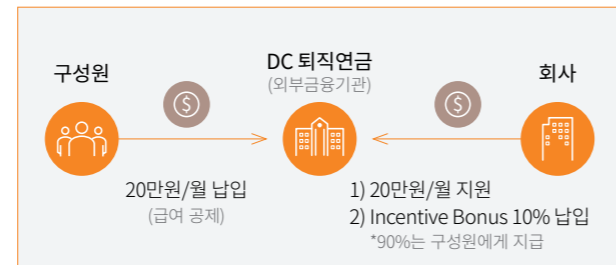 구성원
DC 퇴직연금
(외부금융기관)
회사
$
$
20만원/월 납입
(급여 공제)
1) 20만원/월 지원
2) Incentive Bonus 10% 납입
*90%는 구성원에게 지급